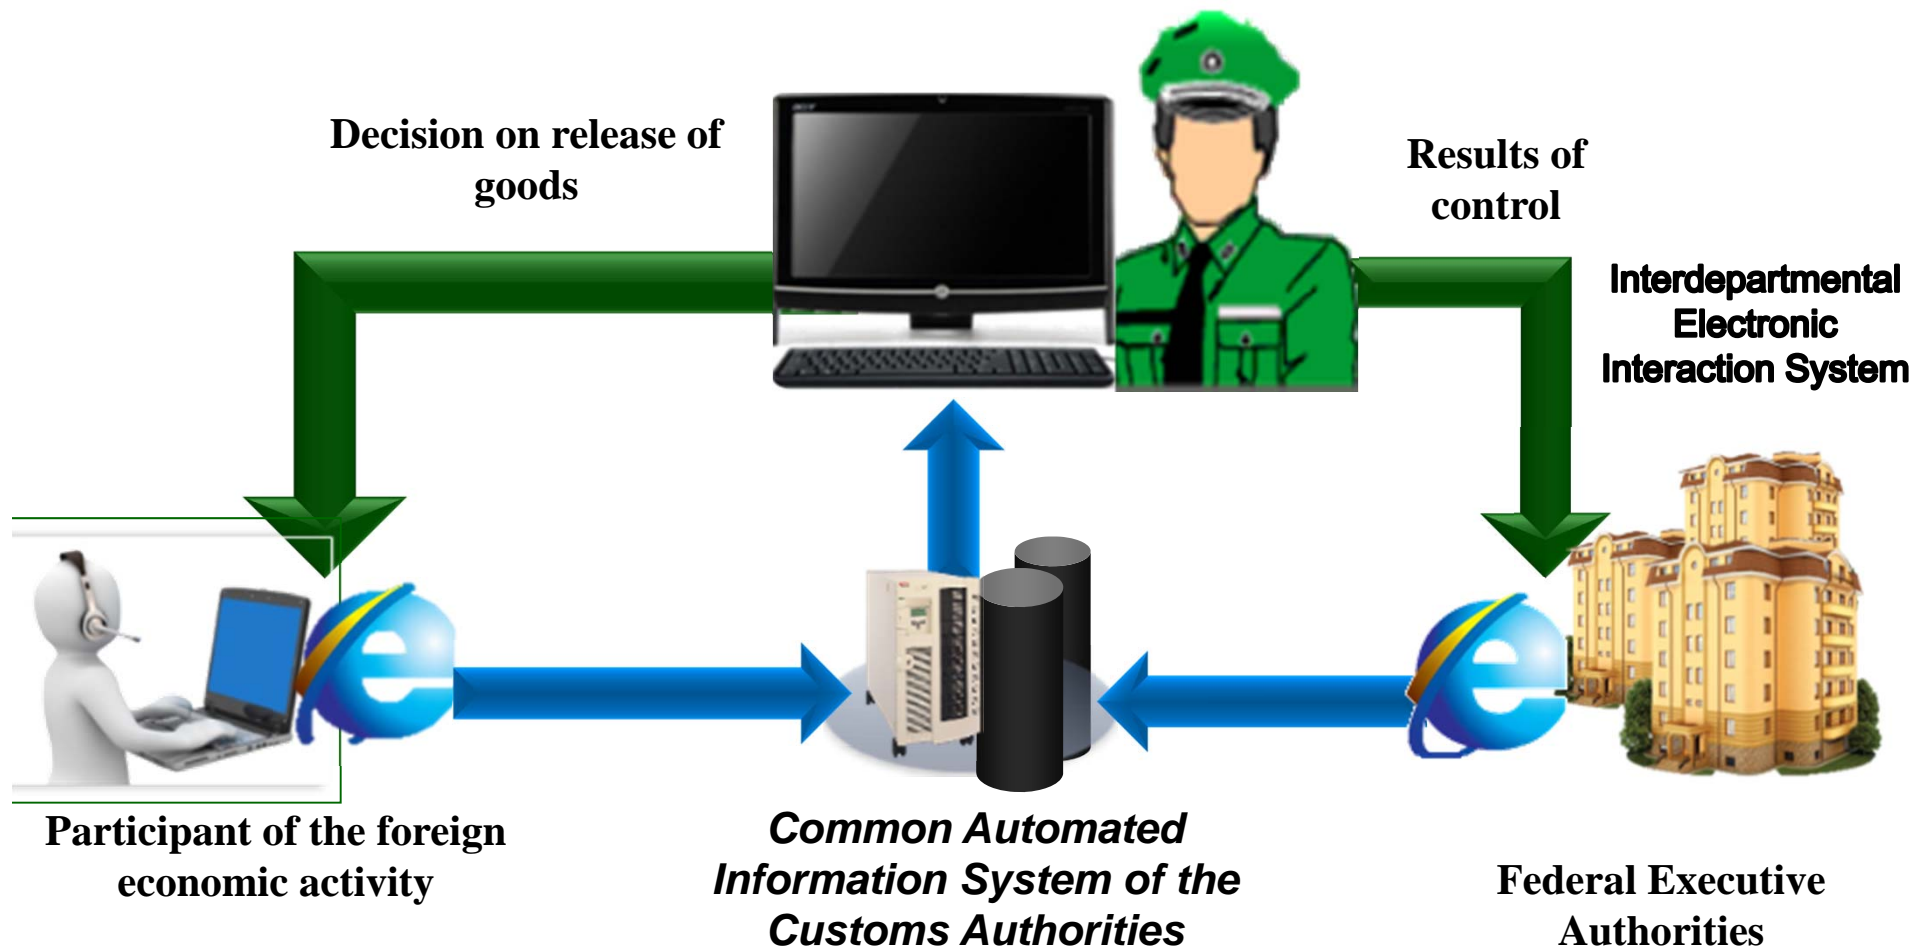 Decision on release of
goods
Results of
control
Interdepartmental
Electronic
Interaction System
acer
Participant of the foreign
economic activity
Common Automated
Information System of the
Customs Authorities
Federal Executive
Authorities